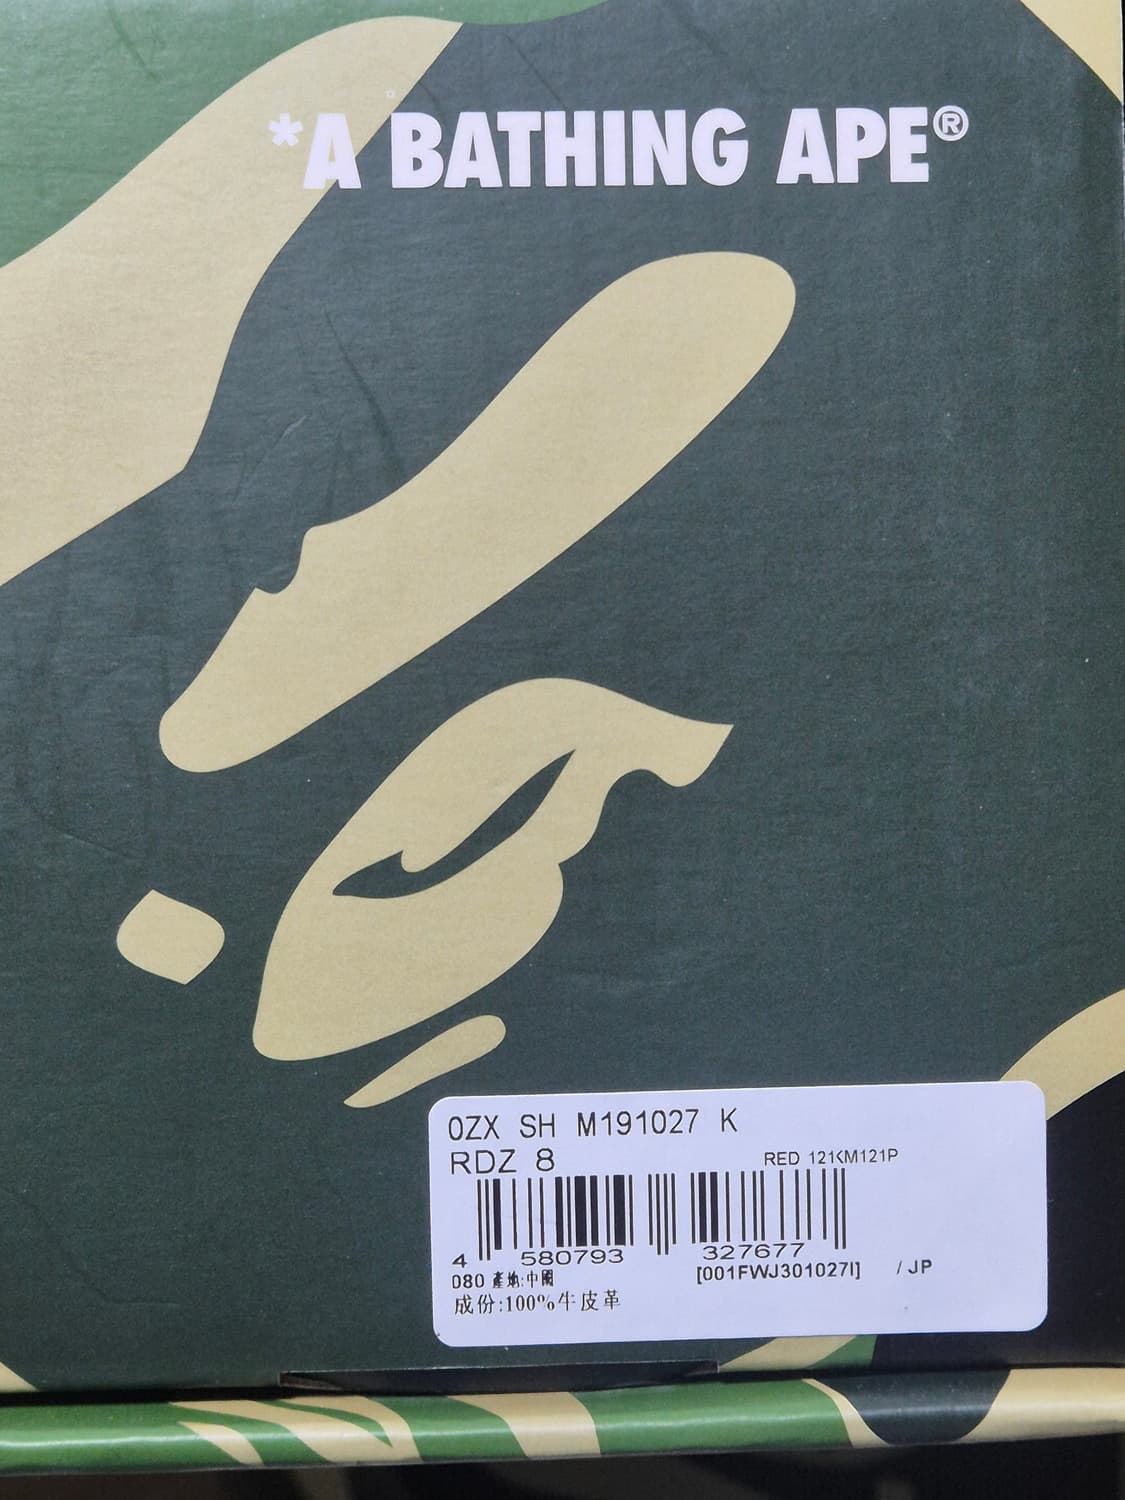 *A BATHING APE®
OZX SH M191027 K
RDZ 8
RED 121KM121P
4 580793 327677
080 產地:中國
[001FWJ301027I] / JP
成份:100%牛皮革